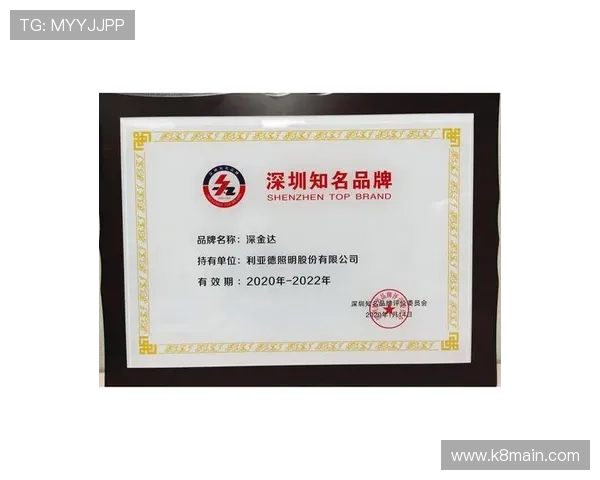 TG: MYYJJPP
深圳知名品牌
SHENZHEN TOP BRAND
品牌名称：深金达
持有单位：利亚德照明股份有限公司
有 效 期：2020年-2022年
深圳知名品牌评价委员会
www.k8main.com